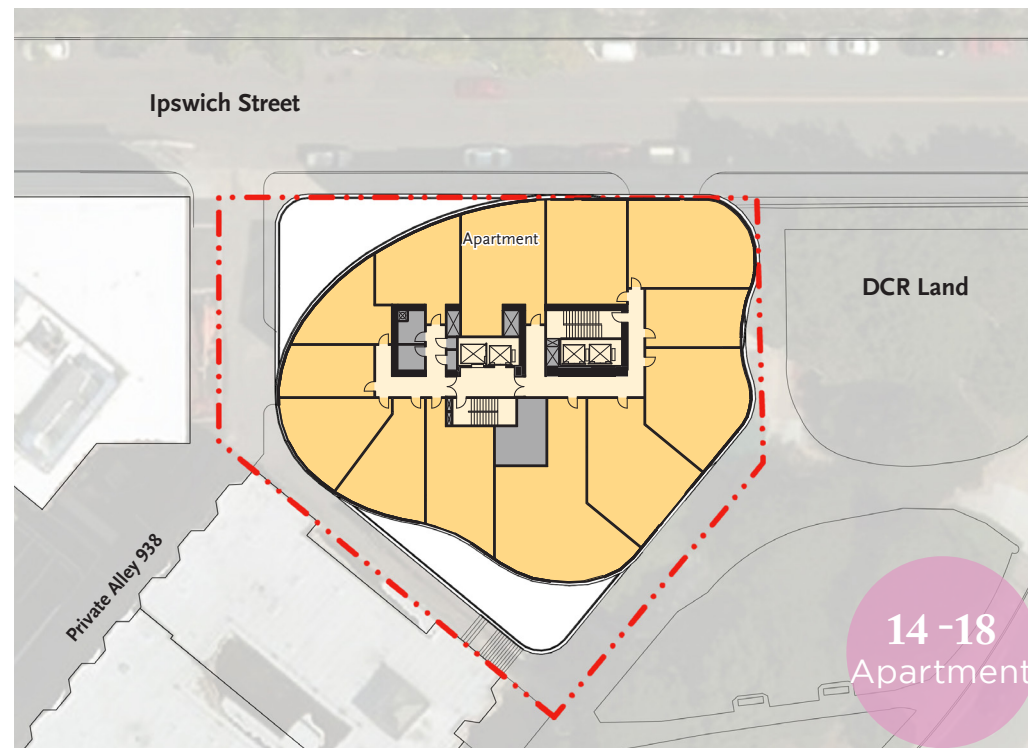 Ipswich Street
Apartment
DCR Land
Private Alley 938
14 -18
Apartment